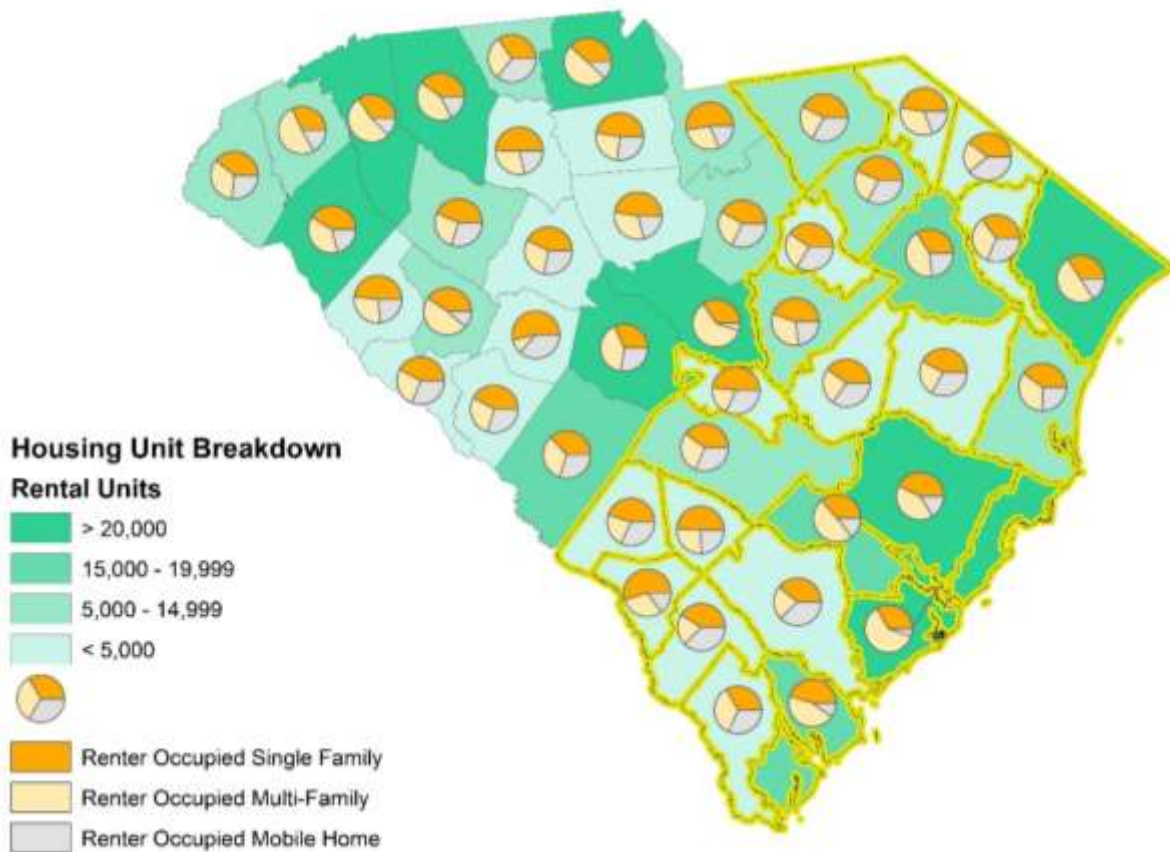 Housing Unit Breakdown
Rental Units
> 20,000
15,000 - 19,999
5,000 - 14,999
< 5,000
Renter Occupied Single Family
Renter Occupied Multi-Family
Renter Occupied Mobile Home